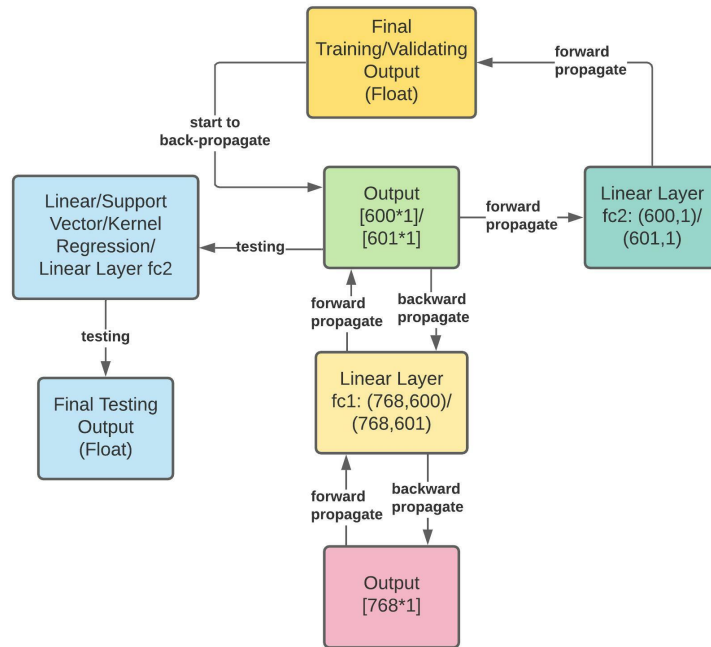 Final
Training/Validating
Output
(Float)
forward
propagate
start to
back-propagate
Linear/Support
Vector/Kernel
Regression/
Linear Layer fc2
Output
[600*1]/
[601*1]
forward
propagate
Linear Layer
fc2: (600,1)/
(601,1)
testing
forward
propagate
backward
propagate
testing
Linear Layer
fc1: (768,600)/
(768,601)
Final Testing
Output
(Float)
forward
propagate
backward
propagate
Output
[768*1]